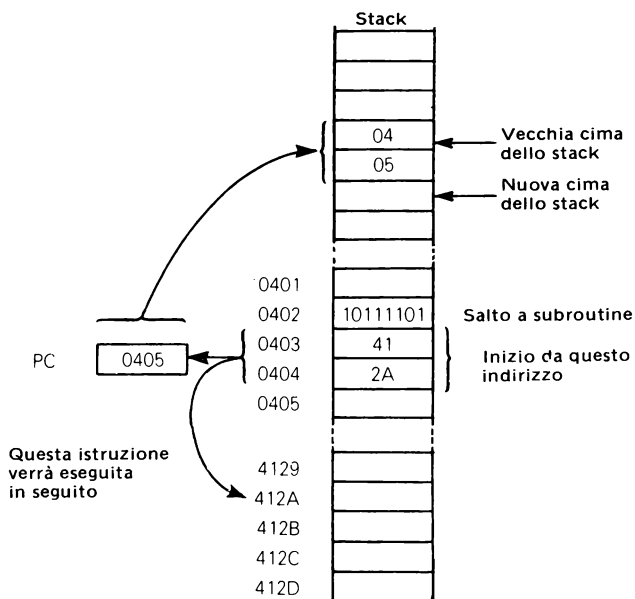 Stack
04
Vecchia cima
dello stack
05
Nuova cima
dello stack
0401
0402
10111101
Salto a subroutine
0403
41
Inizio da questo
indirizzo
PC
0405
0404
2A
0405
Questa istruzione
verrà eseguita
in seguito
4129
412A
412B
412C
412D